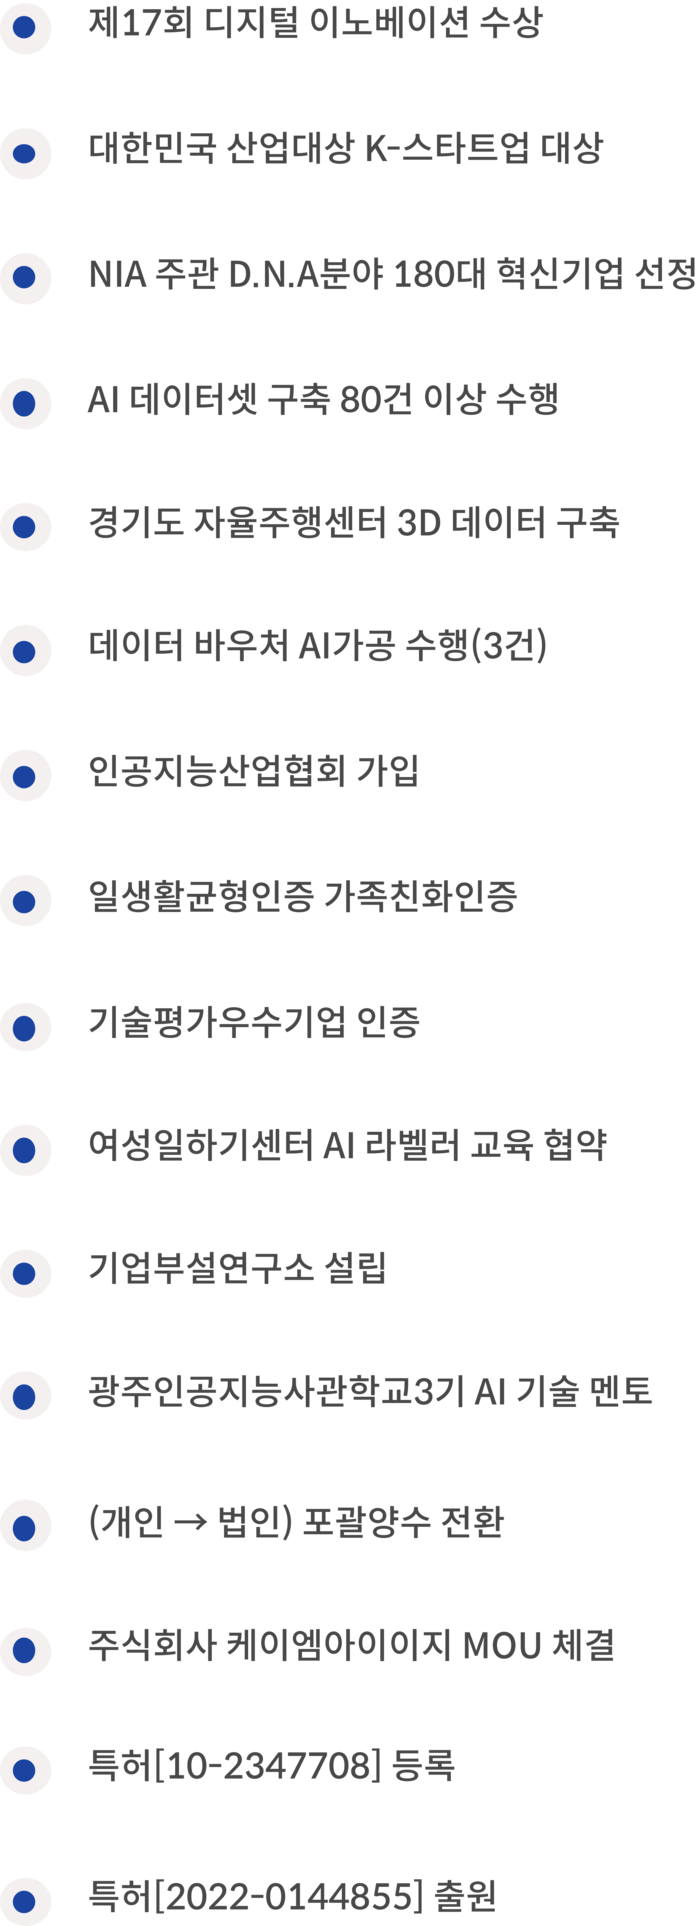 제17회 디지털 이노베이션 수상
대한민국 산업대상 K-스타트업 대상
NIA 주관 D.N.A분야 180대 혁신기업 선정
AI 데이터셋 구축 80건 이상 수행
경기도 자율주행센터 3D 데이터 구축
데이터 바우처 AI가공 수행(3건)
인공지능산업협회 가입
일생활균형인증 가족친화인증
기술평가우수기업 인증
여성일하기센터 AI 라벨러 교육 협약
기업부설연구소 설립
광주인공지능사관학교3기 AI 기술 멘토
(개인 → 법인) 포괄양수 전환
주식회사 케이엠아이이지 MOU 체결
특허[10-2347708] 등록
특허[2022-0144855] 출원